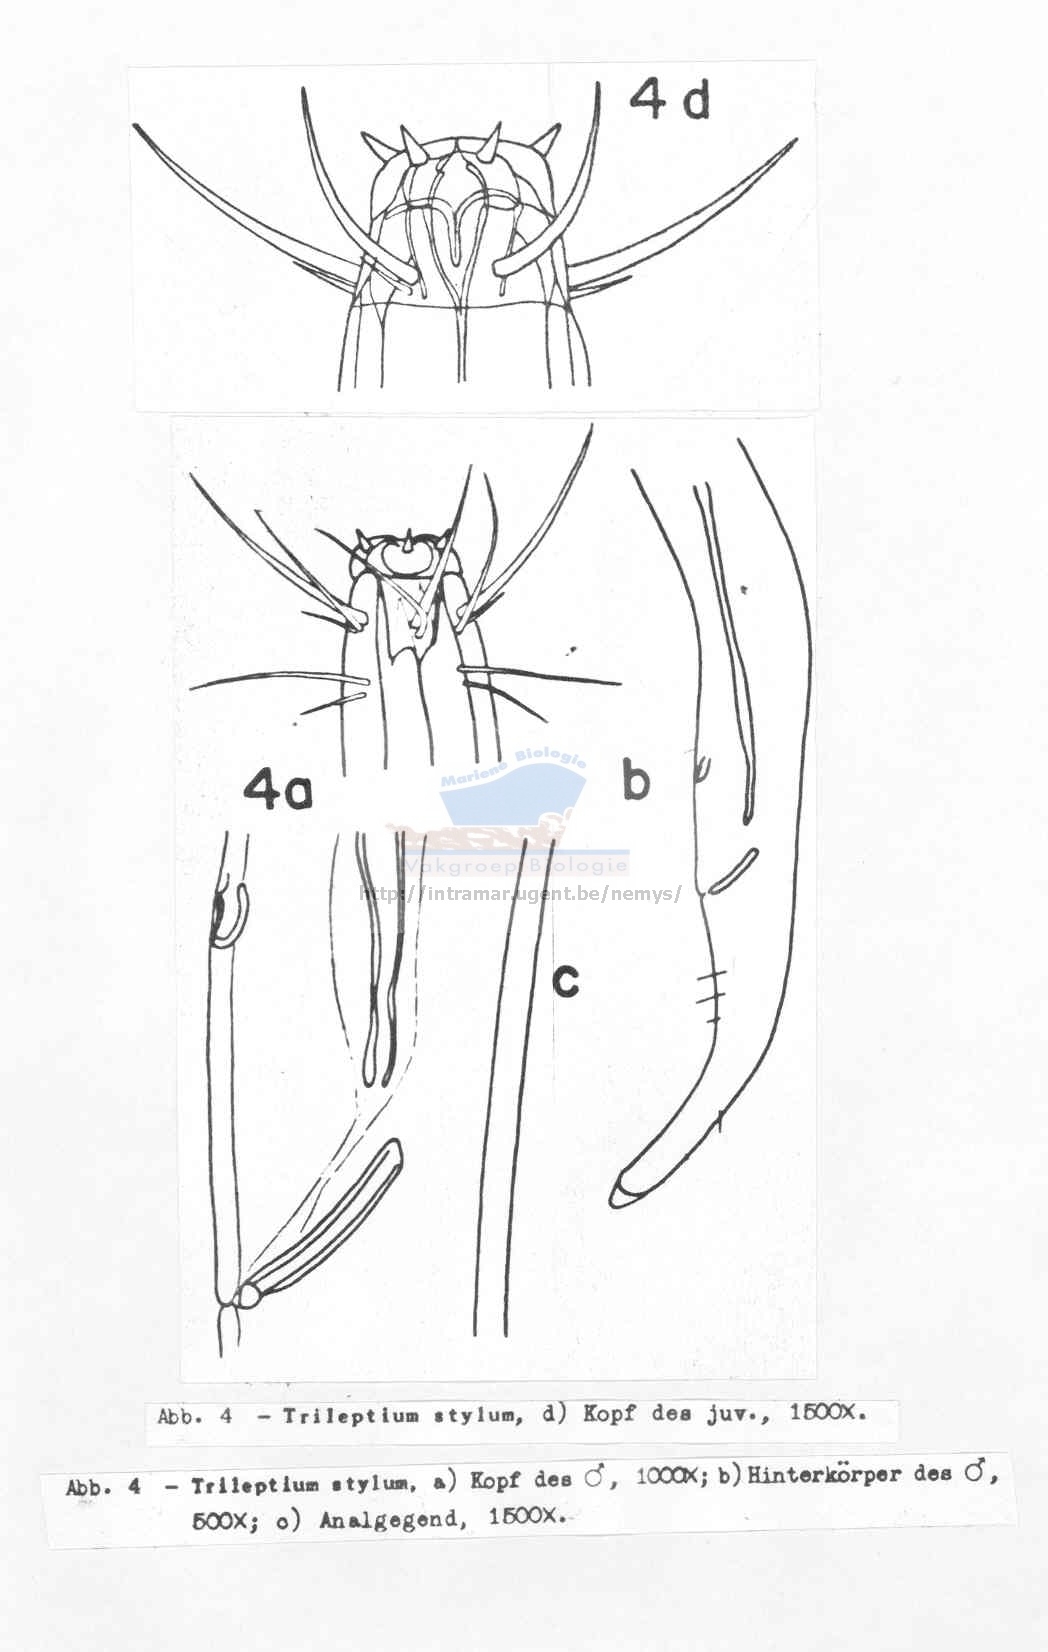 4 d
4a
b
Mariene Biologie
Vakgroep Biologie
http://intramar.ugent.be/nemys/
c
Abb. 4 – Trileptium stylum, d) Kopf des juv., 1500X.
Abb. 4 – Trileptium stylum, a) Kopf des ♂, 1000X; b) Hinterkörper des ♂,
500X; c) Analgegend, 1500X.